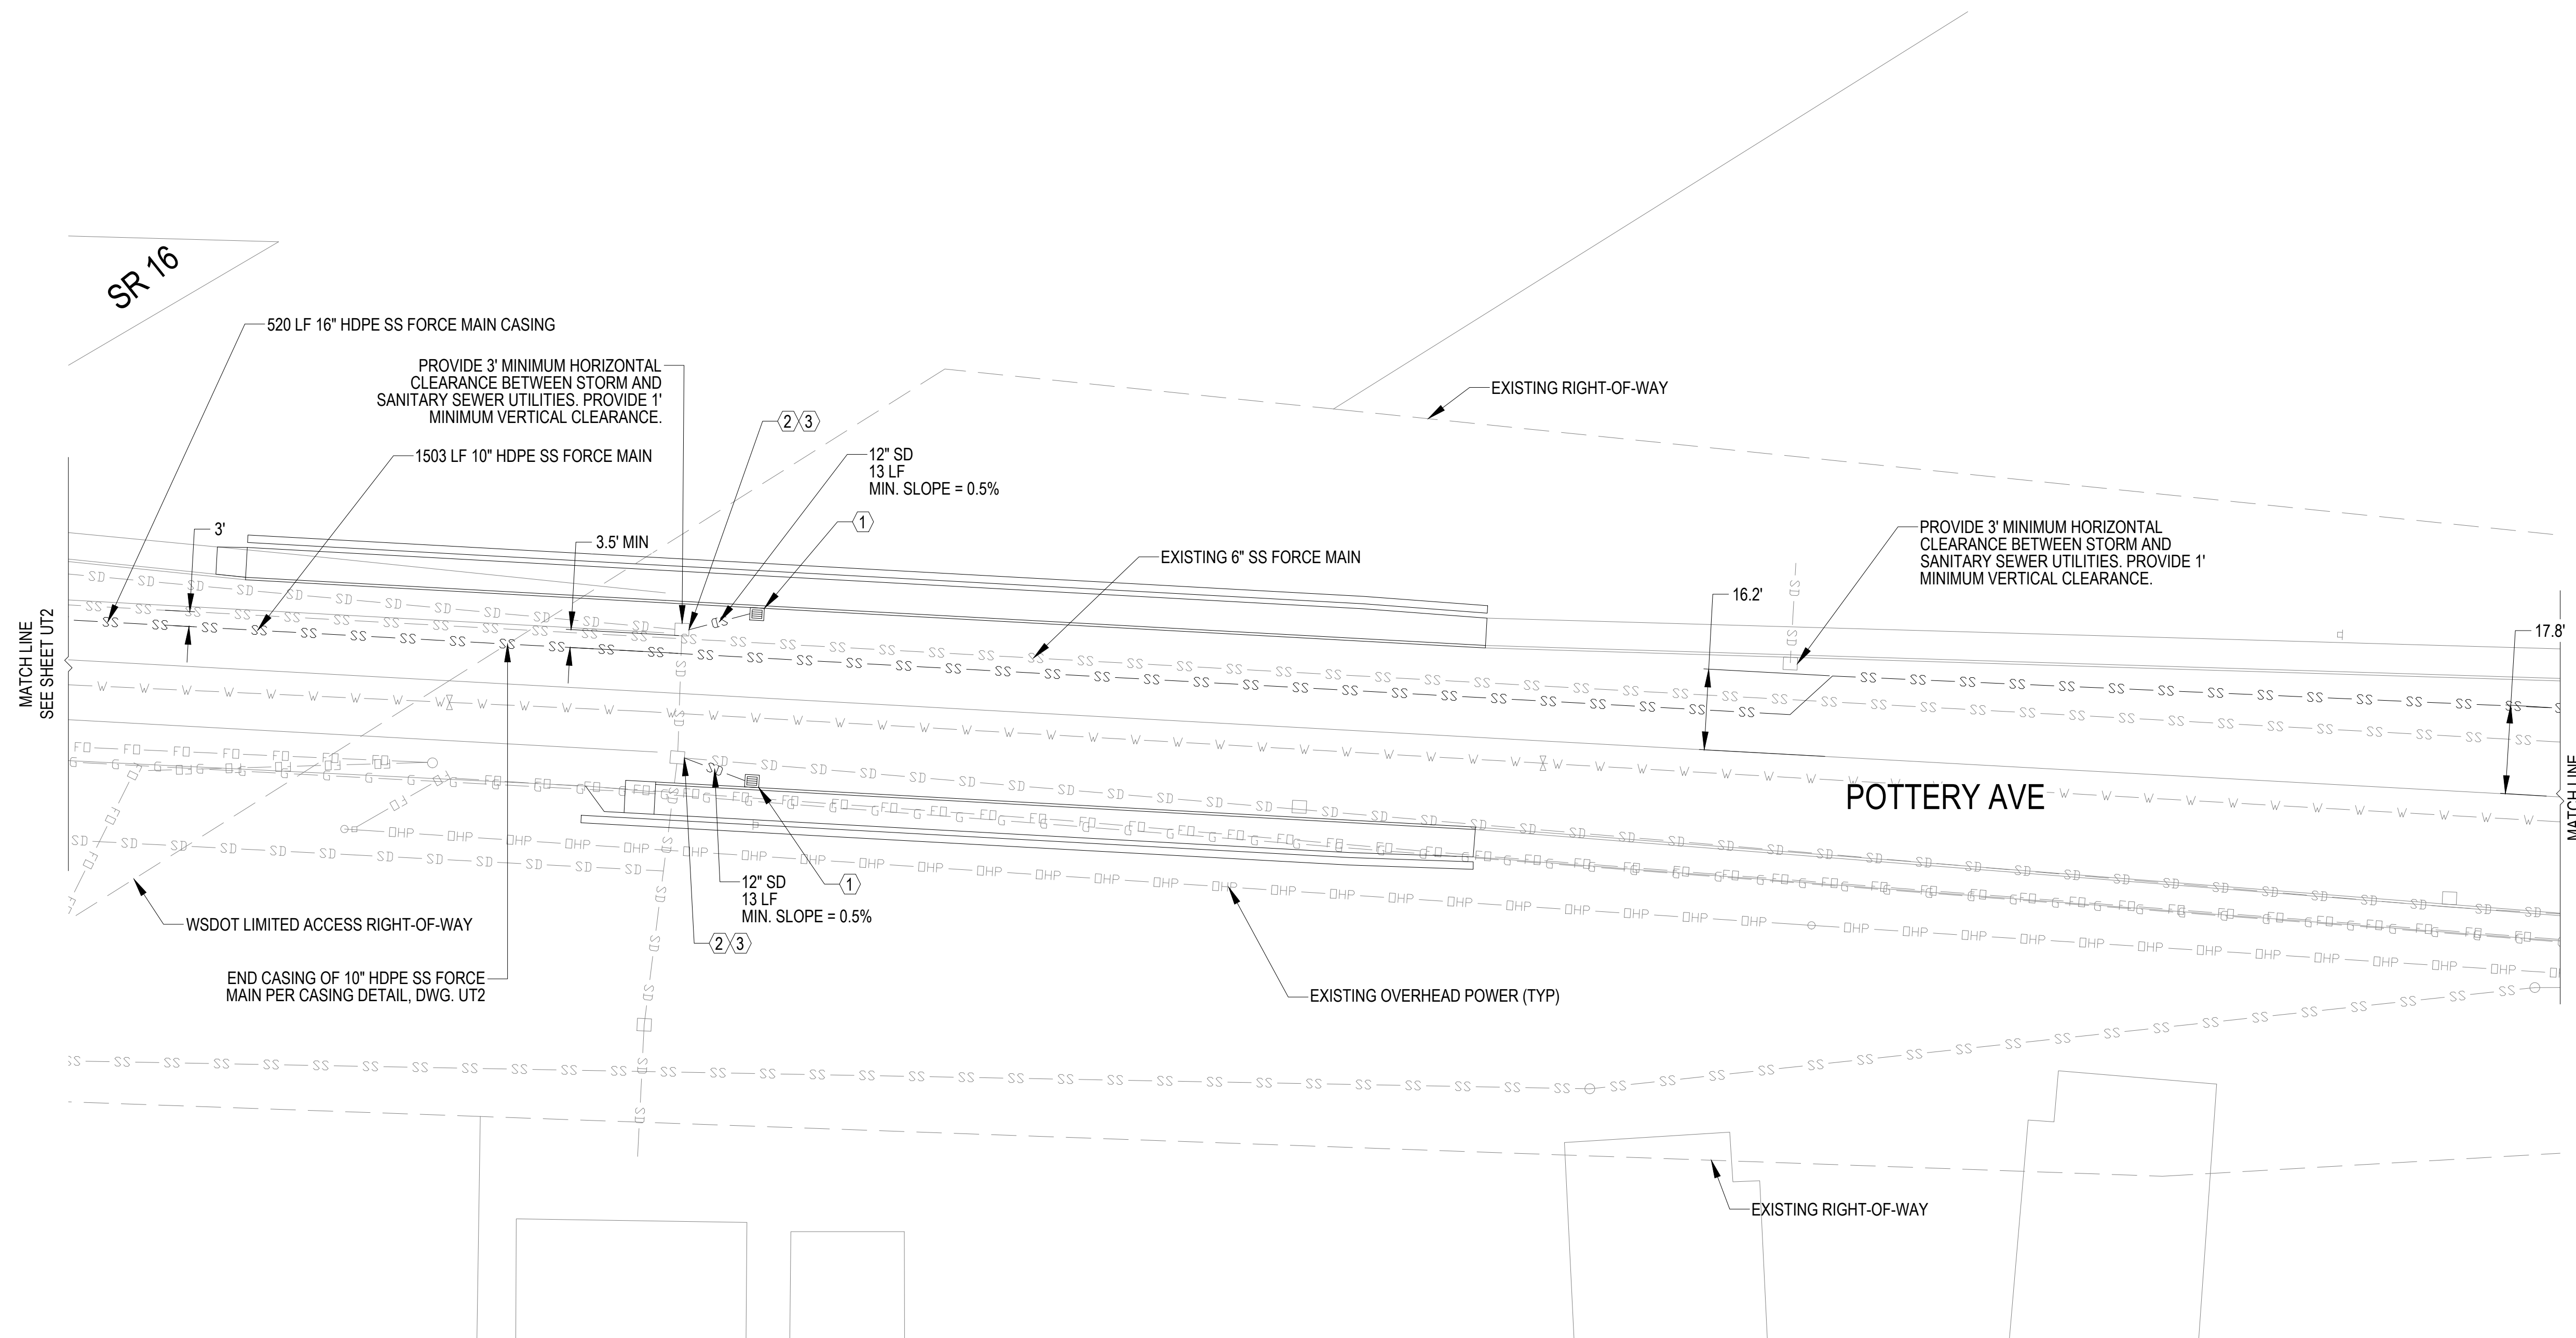 SR 16
520 LF 16" HDPE SS FORCE MAIN CASING
PROVIDE 3' MINIMUM HORIZONTAL
CLEARANCE BETWEEN STORM AND
SANITARY SEWER UTILITIES. PROVIDE 1'
MINIMUM VERTICAL CLEARANCE.
EXISTING RIGHT-OF-WAY
2 3
1503 LF 10" HDPE SS FORCE MAIN
12" SD
13 LF
MIN. SLOPE = 0.5%
1
3'
3.5' MIN
EXISTING 6" SS FORCE MAIN
PROVIDE 3' MINIMUM HORIZONTAL
CLEARANCE BETWEEN STORM AND
SANITARY SEWER UTILITIES. PROVIDE 1'
MINIMUM VERTICAL CLEARANCE.
16.2'
17.8'
MATCH LINE
SEE SHEET UT2
MATCH LINE
POTTERY AVE
12" SD
13 LF
MIN. SLOPE = 0.5%
1
2 3
WSDOT LIMITED ACCESS RIGHT-OF-WAY
END CASING OF 10" HDPE SS FORCE
MAIN PER CASING DETAIL, DWG. UT2
EXISTING OVERHEAD POWER (TYP)
EXISTING RIGHT-OF-WAY